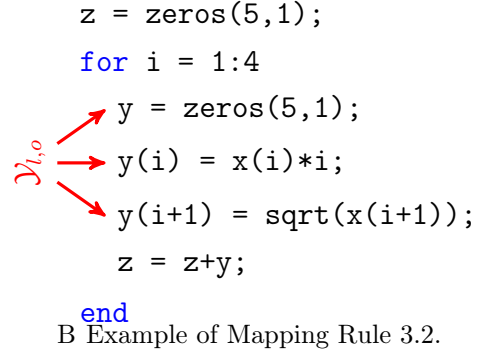 z = zeros(5,1);
for i = 1:4
y = zeros(5,1);
𝒴l,o
y(i) = x(i)*i;
y(i+1) = sqrt(x(i+1));
z = z+y;
end
B Example of Mapping Rule 3.2.